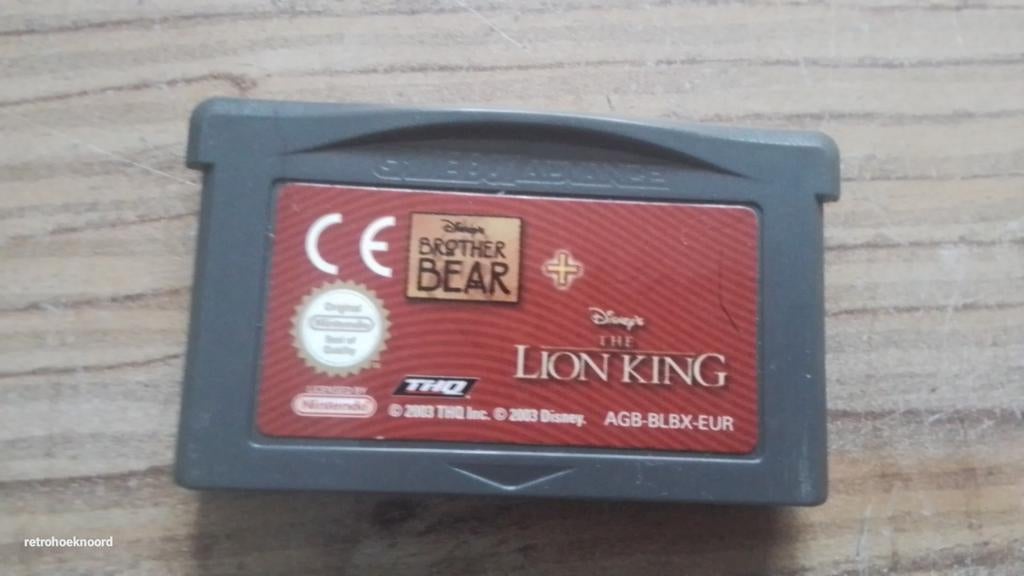 GAME BOY ADVANCE
CE
Disney's
BROTHER
BEAR
+
Disney's
THE
LION KING
Original
Nintendo
Seal of
Quality
LICENSED BY
Nintendo
THQ
© 2003 THQ Inc. © 2003 Disney.
AGB-BLBX-EUR
retrohoeknoord